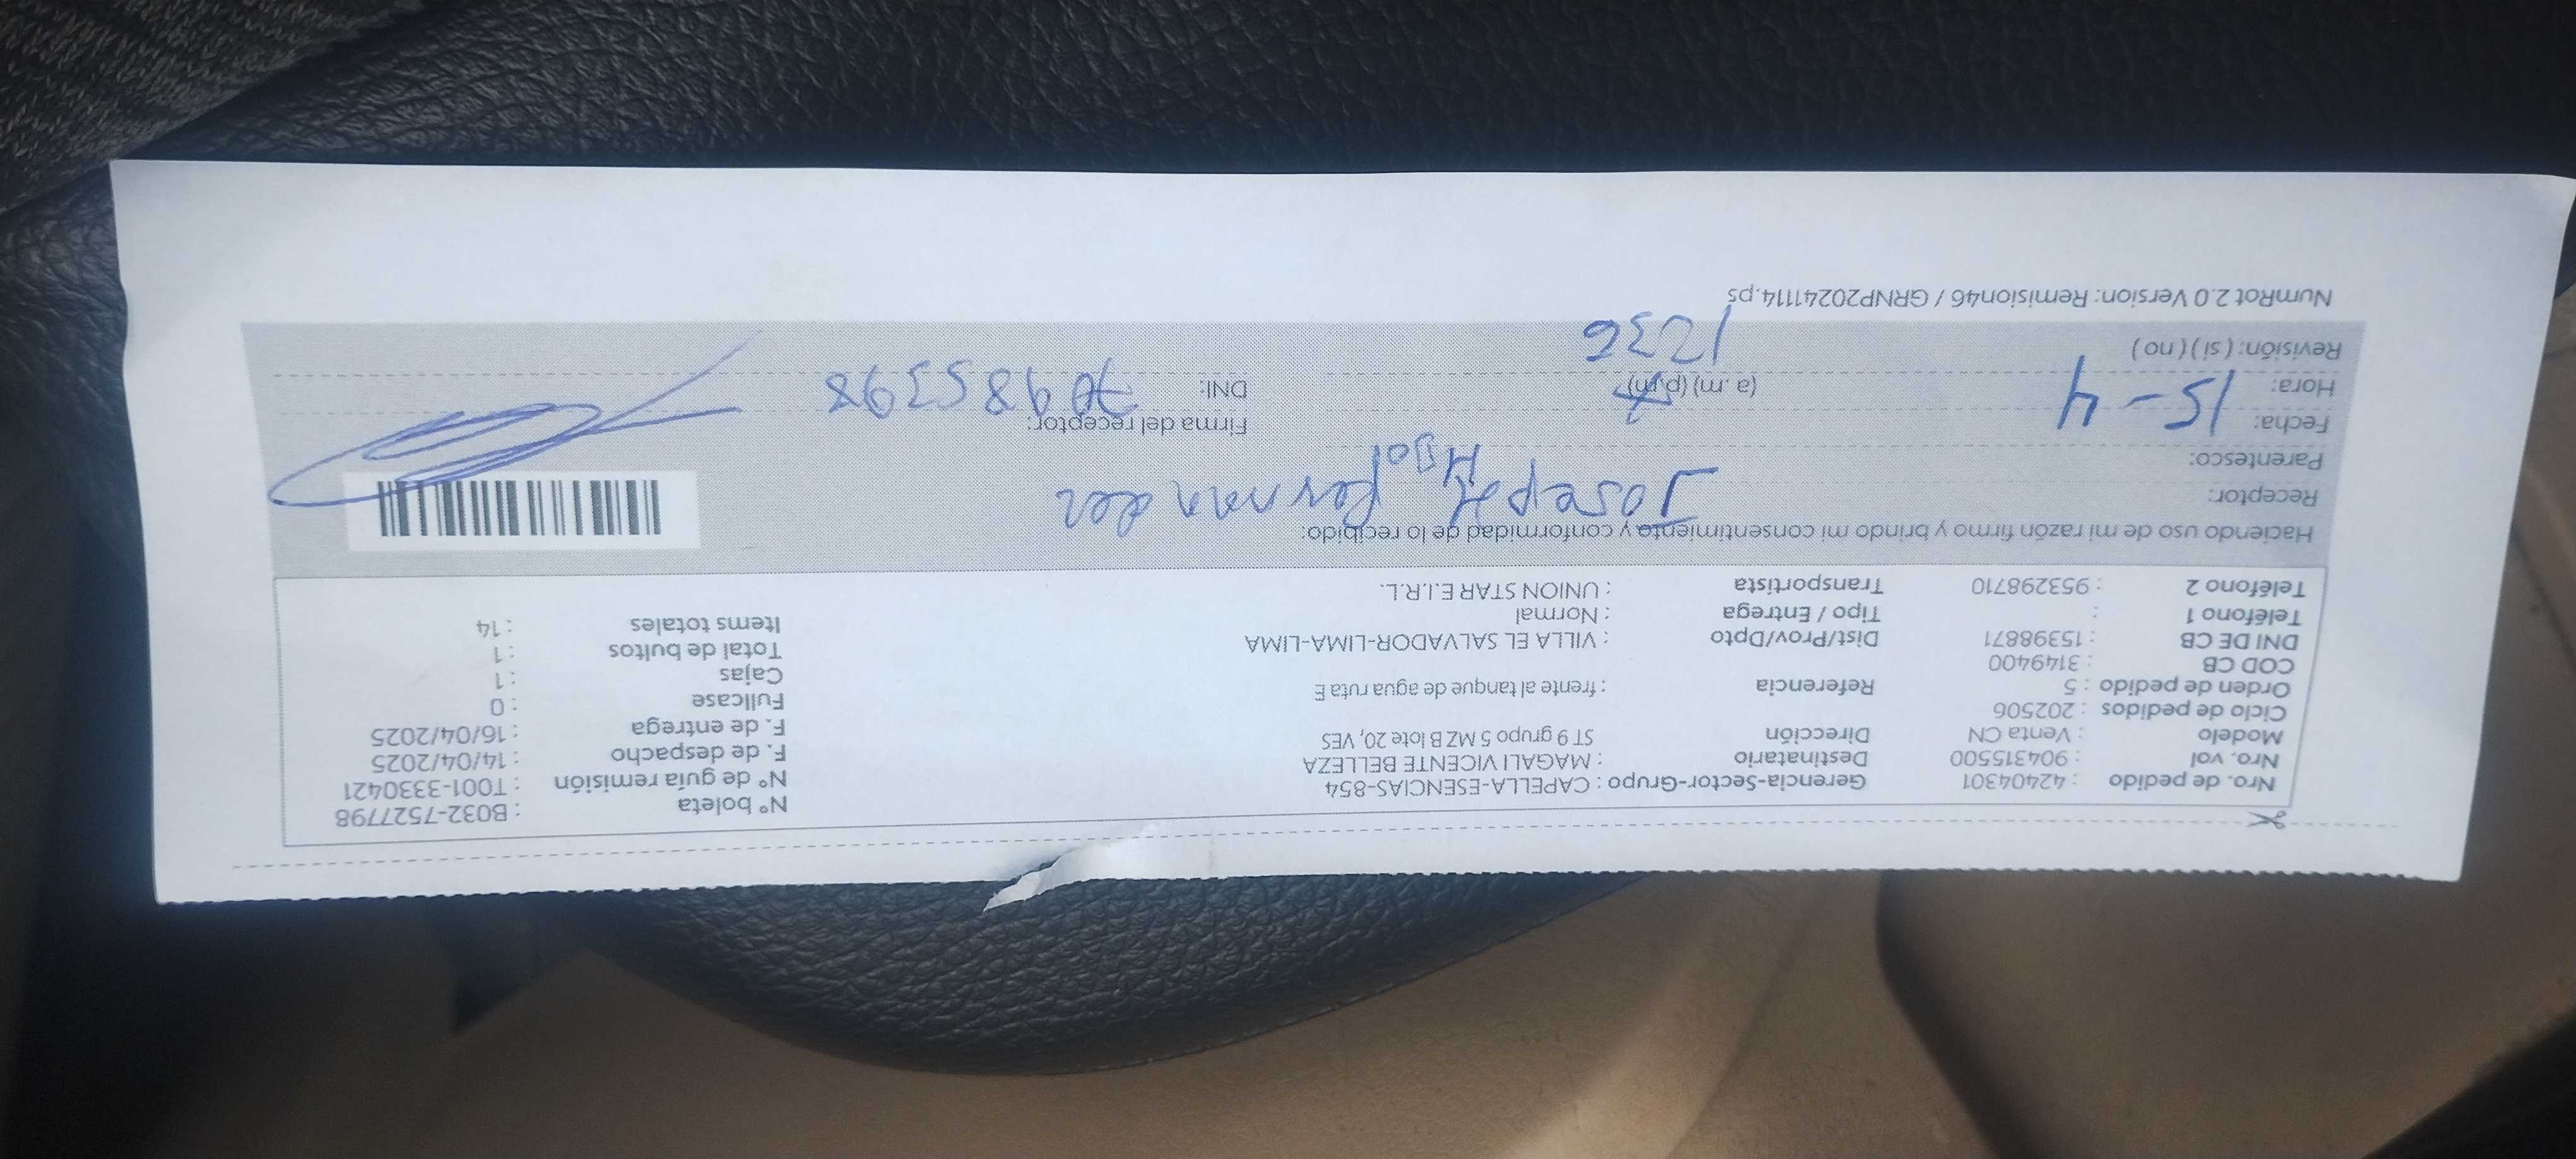 Nro. de pedido : 42404301
Nro. vol : 904315500
Modelo : Venta CN
Ciclo de pedidos : 202506
Orden de pedido : 5
COD CB : 3149400
DNI DE CB : 15398871
Teléfono 1 :
Teléfono 2 : 953298710
Gerencia-Sector-Grupo : CAPELLA-ESENCIAS-854
Destinatario : MAGALI VICENTE BELLEZA
Dirección ST 9 grupo 5 MZ B lote 20, VES
Referencia : frente al tanque de agua ruta E
Dist/Prov/Dpto : VILLA EL SALVADOR-LIMA-LIMA
Tipo / Entrega : Normal
Transportista : UNION STAR E.I.R.L.
N° boleta : B032-7527798
N° de guía remisión : T001-3330421
F. de despacho : 14/04/2025
F. de entrega : 16/04/2025
Fullcase : 0
Cajas : 1
Total de bultos : 1
Items totales : 14
Haciendo uso de mi razón firmo y brindo mi consentimiento y conformidad de lo recibido:
Receptor: Joseph Fernandez
Parentesco:
Fecha: 15-4
Hora: (a. m) (p.m)
Revisión: ( si ) ( no ) 1236
Firma del receptor:
DNI: 70985398
NumRot 2.0 Version: Remision46 / GRNP20241114.ps